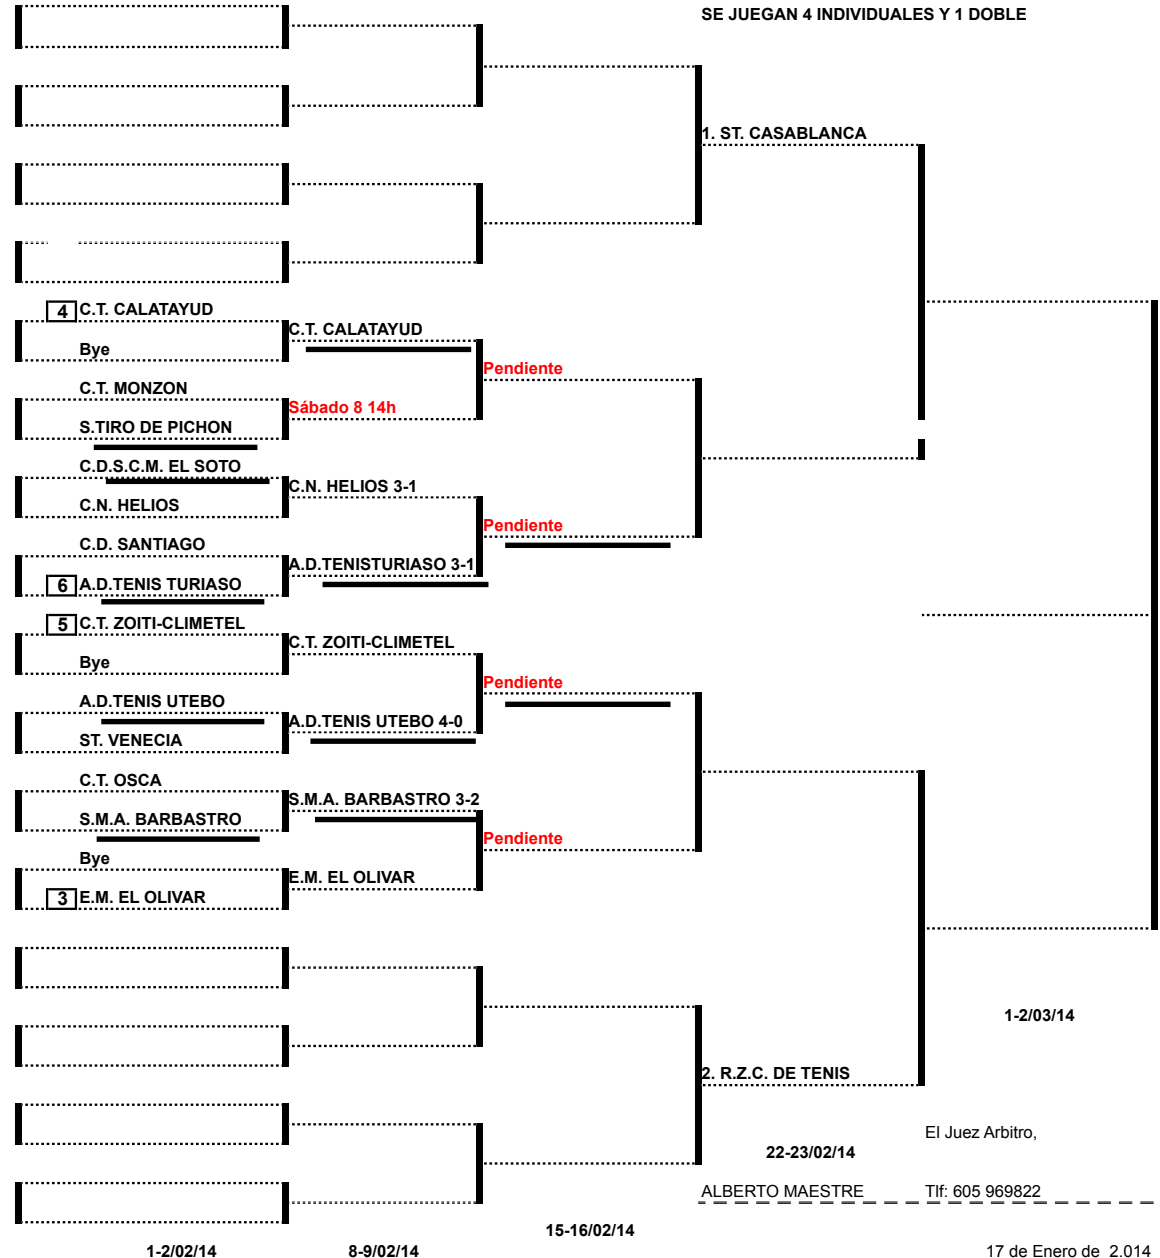 SE JUEGAN 4 INDIVIDUALES Y 1 DOBLE
1. ST. CASABLANCA
4 C.T. CALATAYUD
C.T. CALATAYUD
Bye
Pendiente
C.T. MONZON
Sábado 8 14h
S.TIRO DE PICHON
C.D.S.C.M. EL SOTO
C.N. HELIOS 3-1
C.N. HELIOS
Pendiente
C.D. SANTIAGO
A.D.TENISTURIASO 3-1
6 A.D.TENIS TURIASO
5 C.T. ZOITI-CLIMETEL
C.T. ZOITI-CLIMETEL
Bye
Pendiente
A.D.TENIS UTEBO
A.D.TENIS UTEBO 4-0
ST. VENECIA
C.T. OSCA
S.M.A. BARBASTRO 3-2
S.M.A. BARBASTRO
Pendiente
Bye
E.M. EL OLIVAR
3 E.M. EL OLIVAR
1-2/03/14
2. R.Z.C. DE TENIS
El Juez Arbitro,
22-23/02/14
ALBERTO MAESTRE Tlf: 605 969822
15-16/02/14
1-2/02/14 8-9/02/14 17 de Enero de 2.014